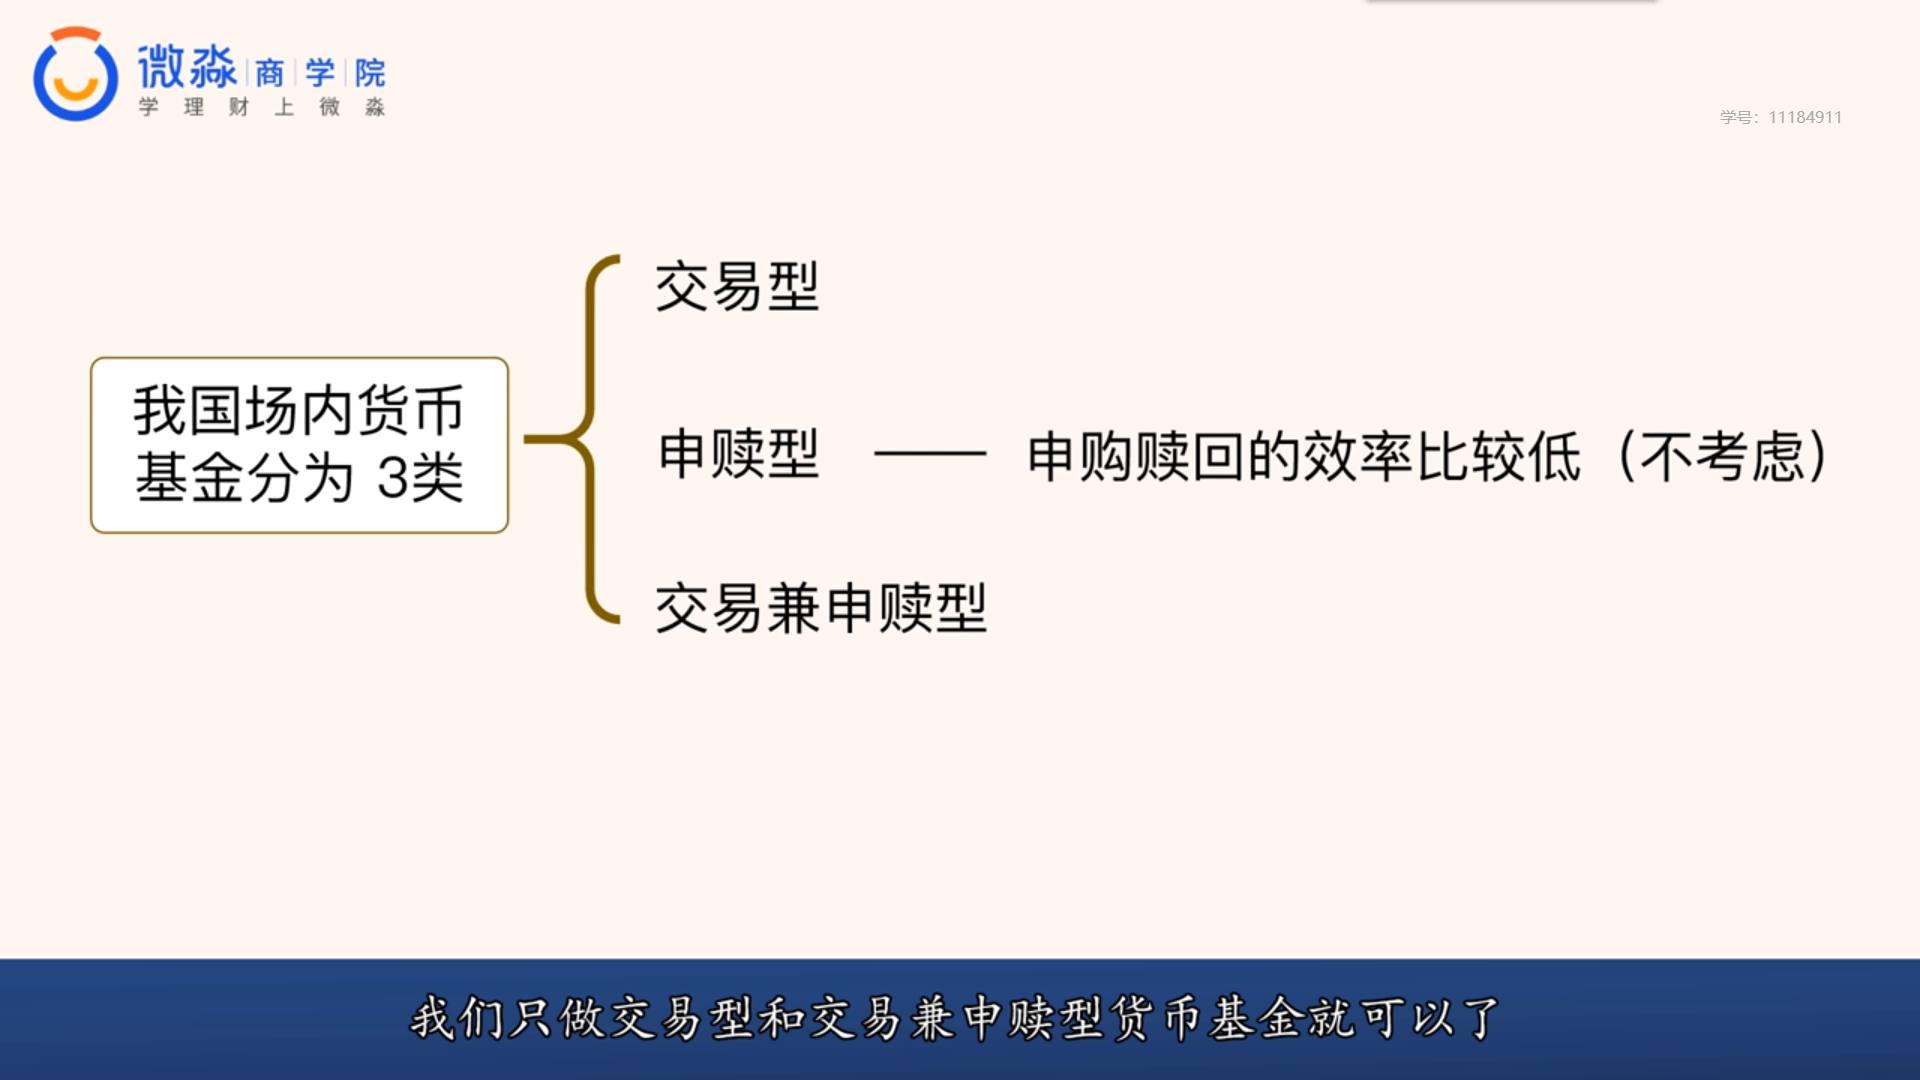 微淼商学院
学理财上微淼
学号：11184911
交易型
我国场内货币
基金分为 3类
申赎型 —— 申购赎回的效率比较低（不考虑）
交易兼申赎型
我们只做交易型和交易兼申赎型货币基金就可以了